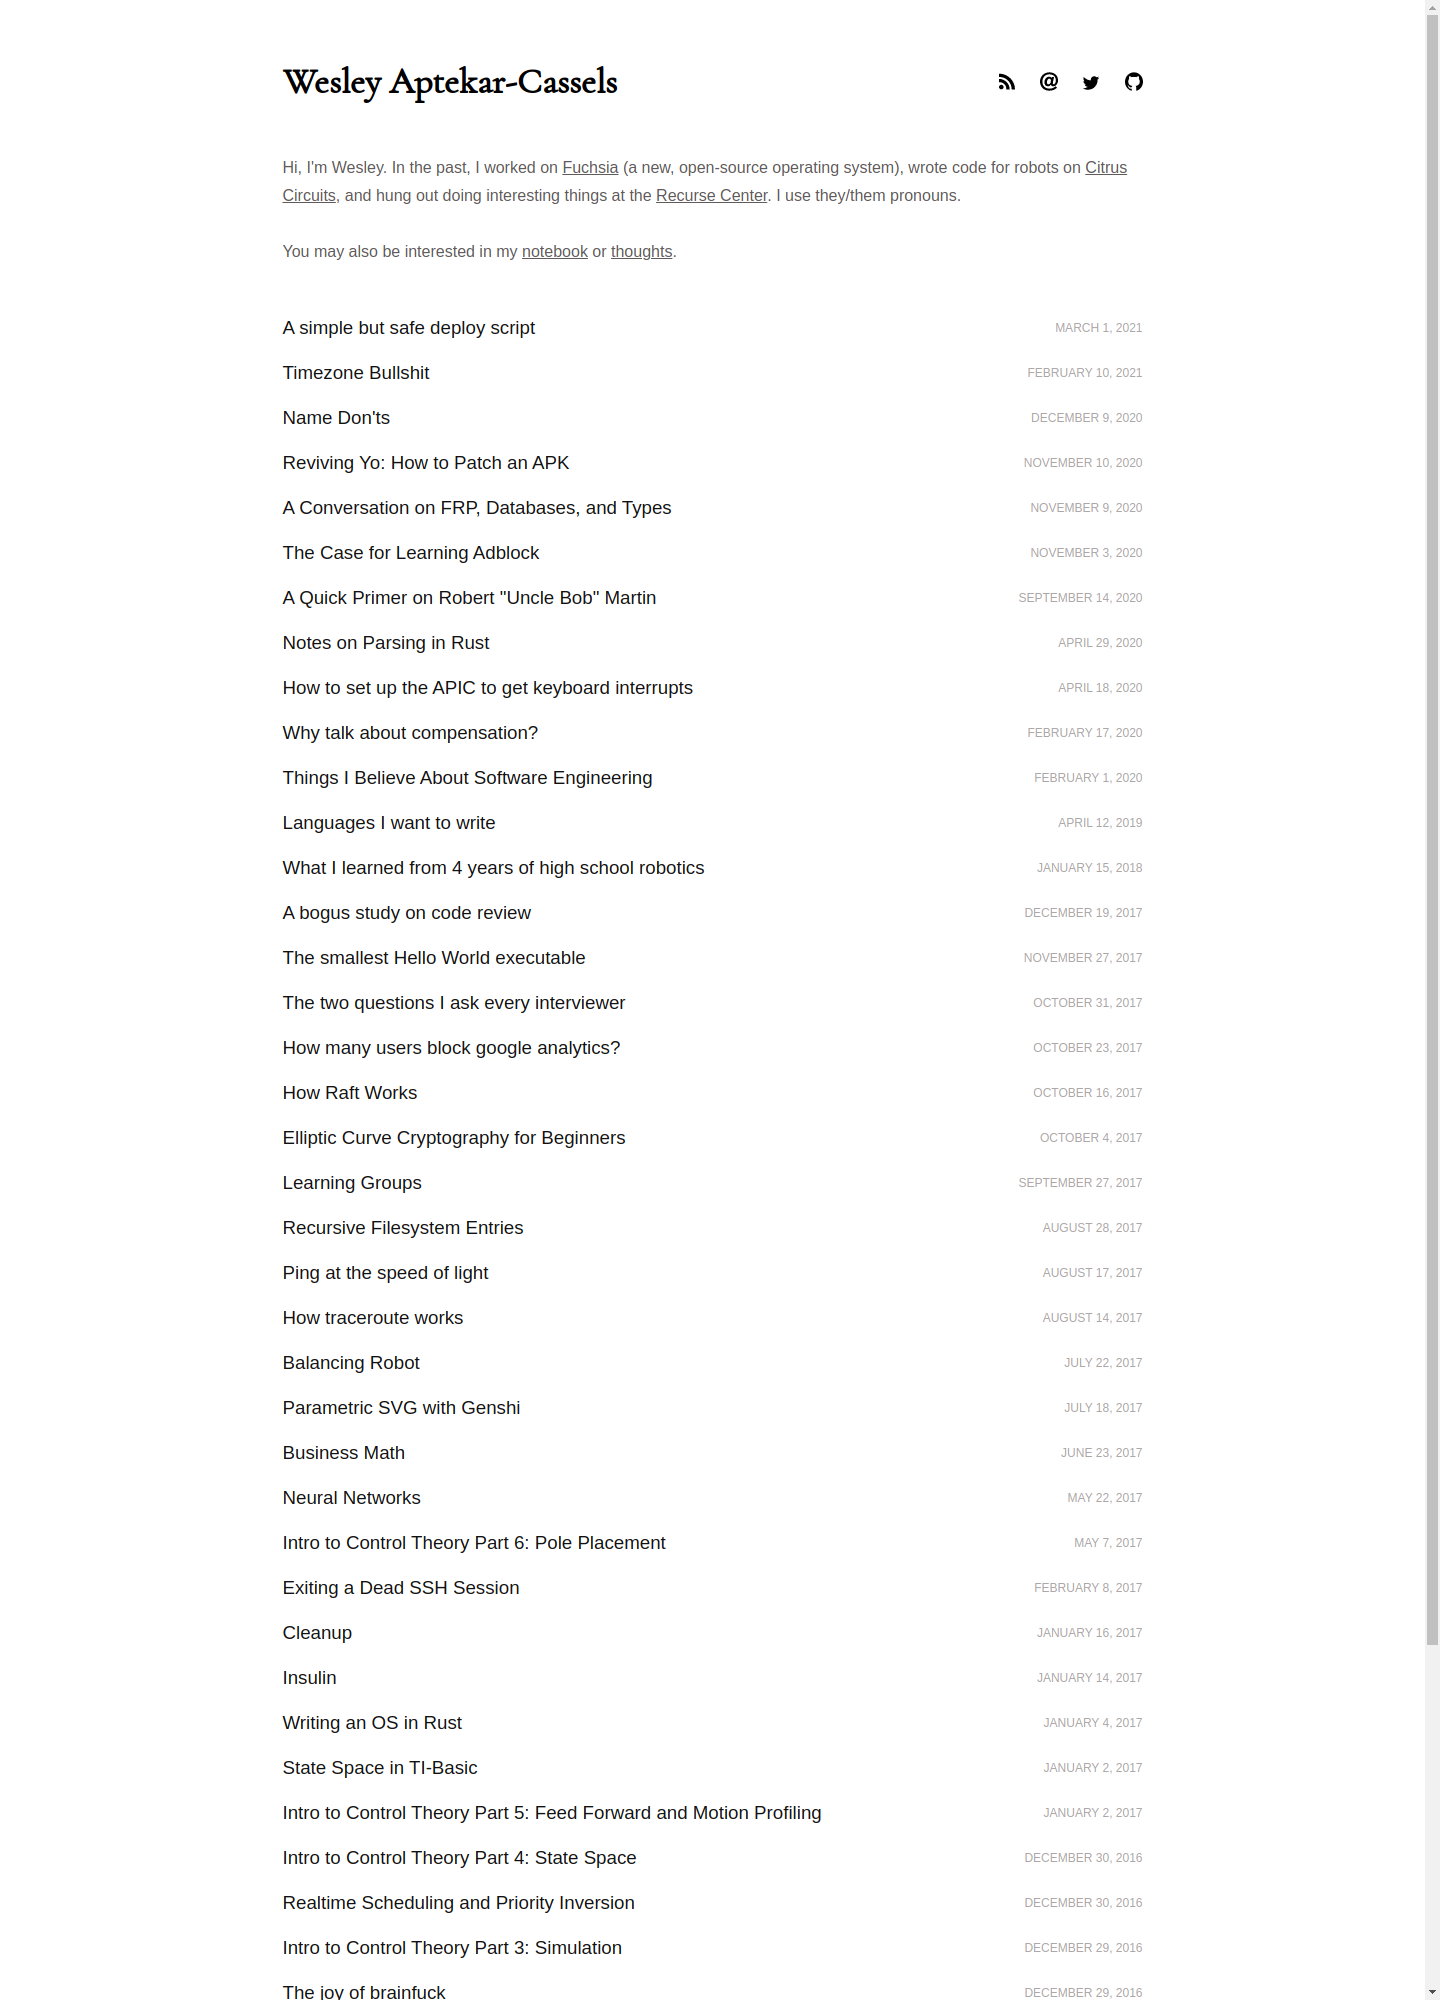 Wesley Aptekar-Cassels
Hi, I'm Wesley. In the past, I worked on Fuchsia (a new, open-source operating system), wrote code for robots on Citrus
Circuits, and hung out doing interesting things at the Recurse Center. I use they/them pronouns.
You may also be interested in my notebook or thoughts.
A simple but safe deploy script MARCH 1, 2021
Timezone Bullshit FEBRUARY 10, 2021
Name Don'ts DECEMBER 9, 2020
Reviving Yo: How to Patch an APK NOVEMBER 10, 2020
A Conversation on FRP, Databases, and Types NOVEMBER 9, 2020
The Case for Learning Adblock NOVEMBER 3, 2020
A Quick Primer on Robert "Uncle Bob" Martin SEPTEMBER 14, 2020
Notes on Parsing in Rust APRIL 29, 2020
How to set up the APIC to get keyboard interrupts APRIL 18, 2020
Why talk about compensation? FEBRUARY 17, 2020
Things I Believe About Software Engineering FEBRUARY 1, 2020
Languages I want to write APRIL 12, 2019
What I learned from 4 years of high school robotics JANUARY 15, 2018
A bogus study on code review DECEMBER 19, 2017
The smallest Hello World executable NOVEMBER 27, 2017
The two questions I ask every interviewer OCTOBER 31, 2017
How many users block google analytics? OCTOBER 23, 2017
How Raft Works OCTOBER 16, 2017
Elliptic Curve Cryptography for Beginners OCTOBER 4, 2017
Learning Groups SEPTEMBER 27, 2017
Recursive Filesystem Entries AUGUST 28, 2017
Ping at the speed of light AUGUST 17, 2017
How traceroute works AUGUST 14, 2017
Balancing Robot JULY 22, 2017
Parametric SVG with Genshi JULY 18, 2017
Business Math JUNE 23, 2017
Neural Networks MAY 22, 2017
Intro to Control Theory Part 6: Pole Placement MAY 7, 2017
Exiting a Dead SSH Session FEBRUARY 8, 2017
Cleanup JANUARY 16, 2017
Insulin JANUARY 14, 2017
Writing an OS in Rust JANUARY 4, 2017
State Space in TI-Basic JANUARY 2, 2017
Intro to Control Theory Part 5: Feed Forward and Motion Profiling JANUARY 2, 2017
Intro to Control Theory Part 4: State Space DECEMBER 30, 2016
Realtime Scheduling and Priority Inversion DECEMBER 30, 2016
Intro to Control Theory Part 3: Simulation DECEMBER 29, 2016
The joy of brainfuck DECEMBER 29, 2016